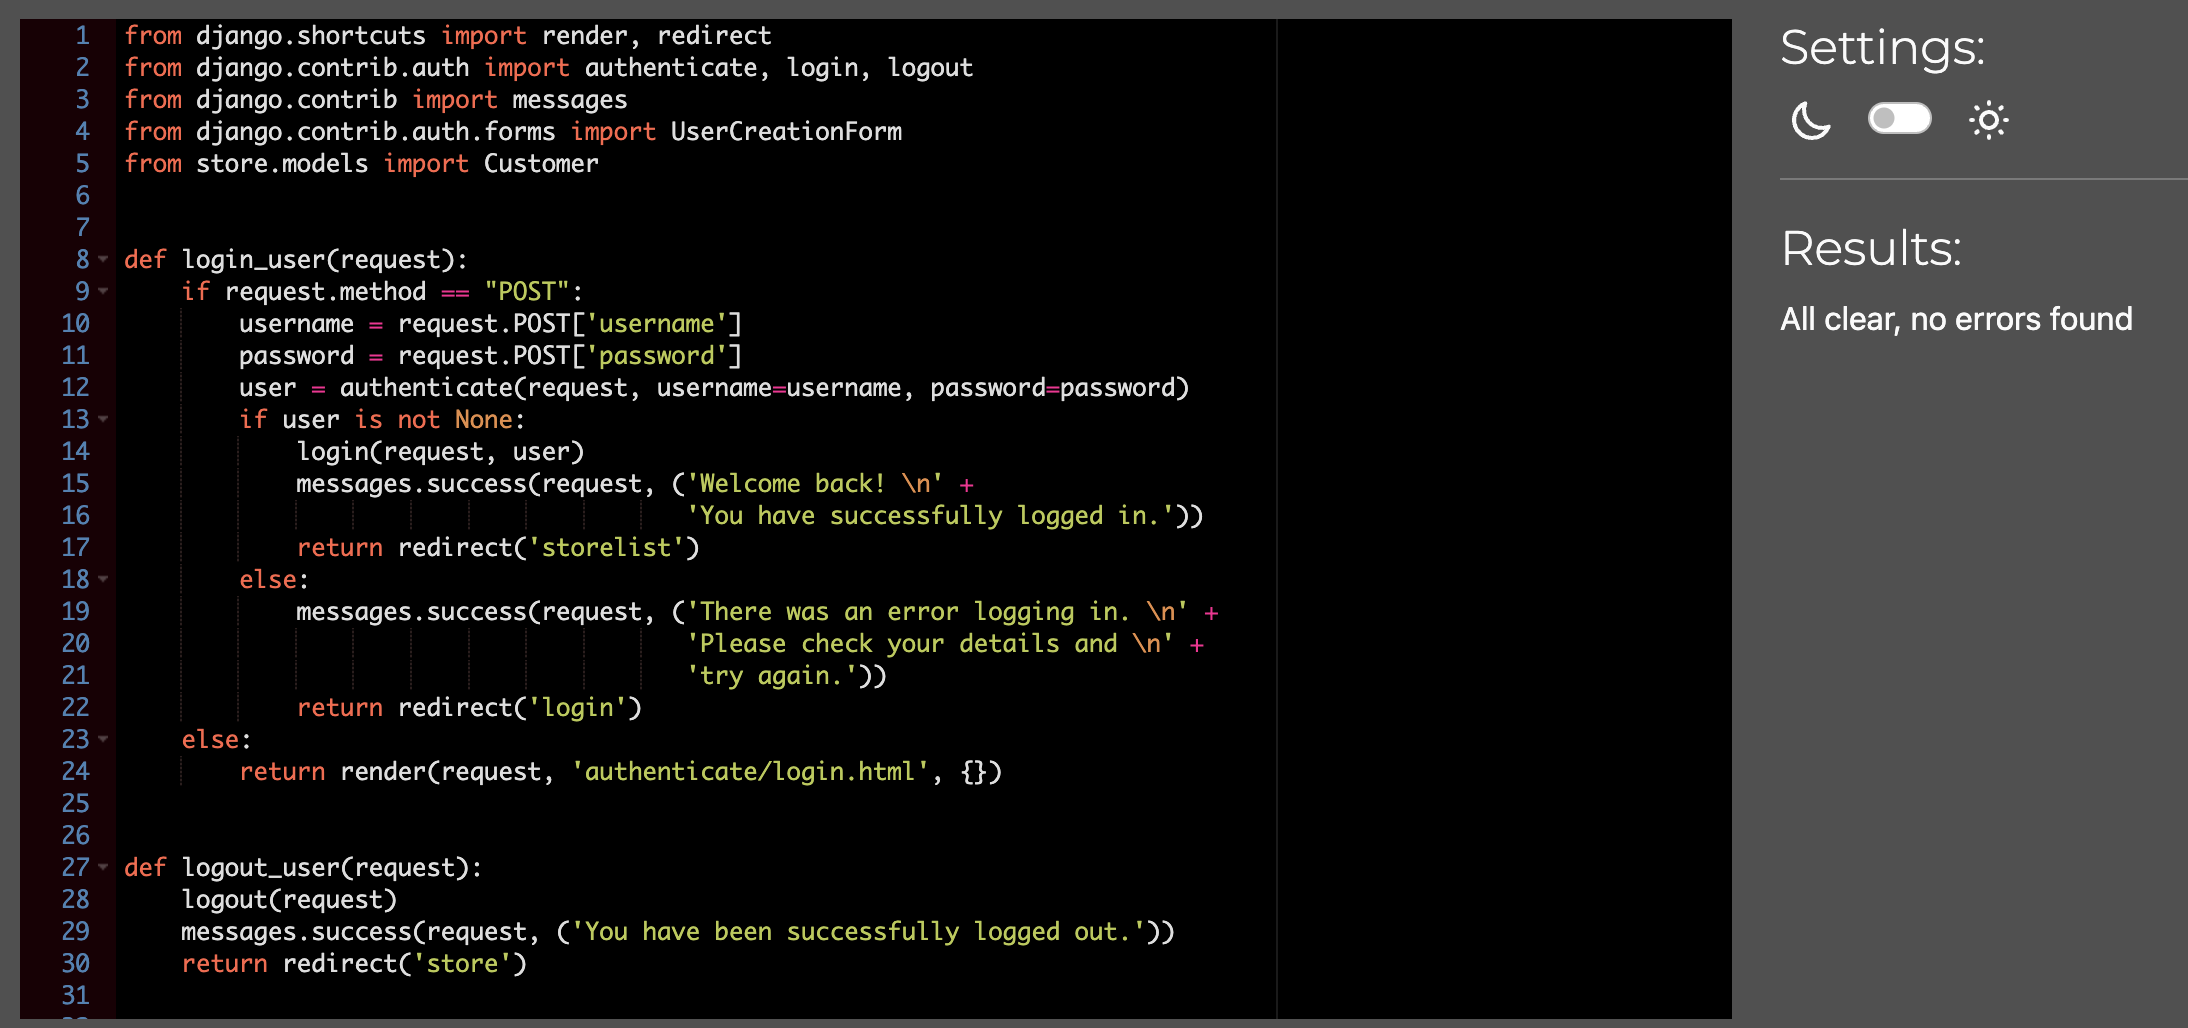 1 from django.shortcuts import render, redirect
2 from django.contrib.auth import authenticate, login, logout
3 from django.contrib import messages
4 from django.contrib.auth.forms import UserCreationForm
5 from store.models import Customer
6
7
8 def login_user(request):
9     if request.method == "POST":
10         username = request.POST['username']
11         password = request.POST['password']
12         user = authenticate(request, username=username, password=password)
13         if user is not None:
14             login(request, user)
15             messages.success(request, ('Welcome back! \n' +
16                                        'You have successfully logged in.'))
17             return redirect('storelist')
18         else:
19             messages.success(request, ('There was an error logging in. \n' +
20                                        'Please check your details and \n' +
21                                        'try again.'))
22             return redirect('login')
23     else:
24         return render(request, 'authenticate/login.html', {})
25
26
27 def logout_user(request):
28     logout(request)
29     messages.success(request, ('You have been successfully logged out.'))
30     return redirect('store')
31
Settings:
Results:
All clear, no errors found